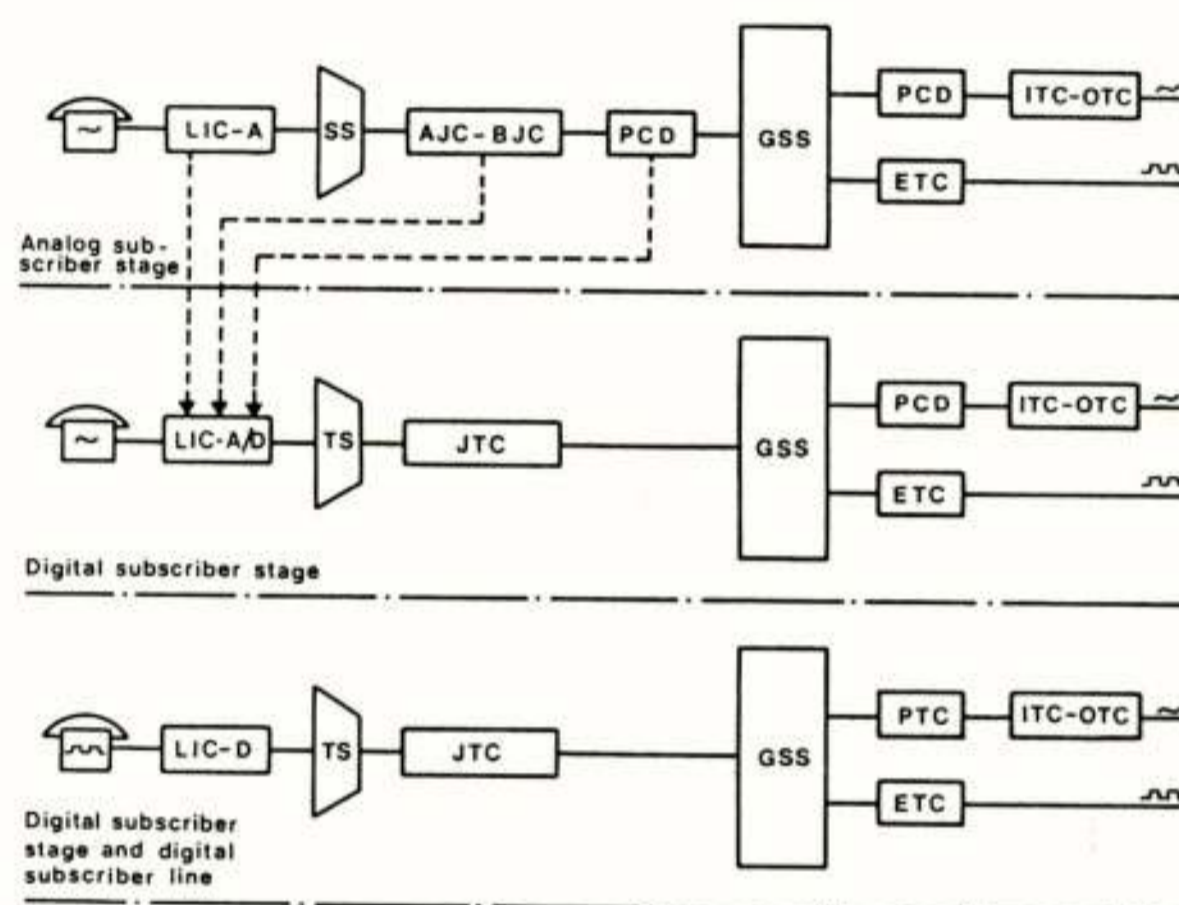 LIC-A
SS
AJC-BJC
PCD
GSS
PCD
ITC-OTC
ETC
Analog sub-
scriber stage
LIC-A/D
TS
JTC
GSS
PCD
ITC-OTC
ETC
Digital subscriber stage
LIC-D
TS
JTC
GSS
PTC
ITC-OTC
ETC
Digital subscriber
stage and digital
subscriber line